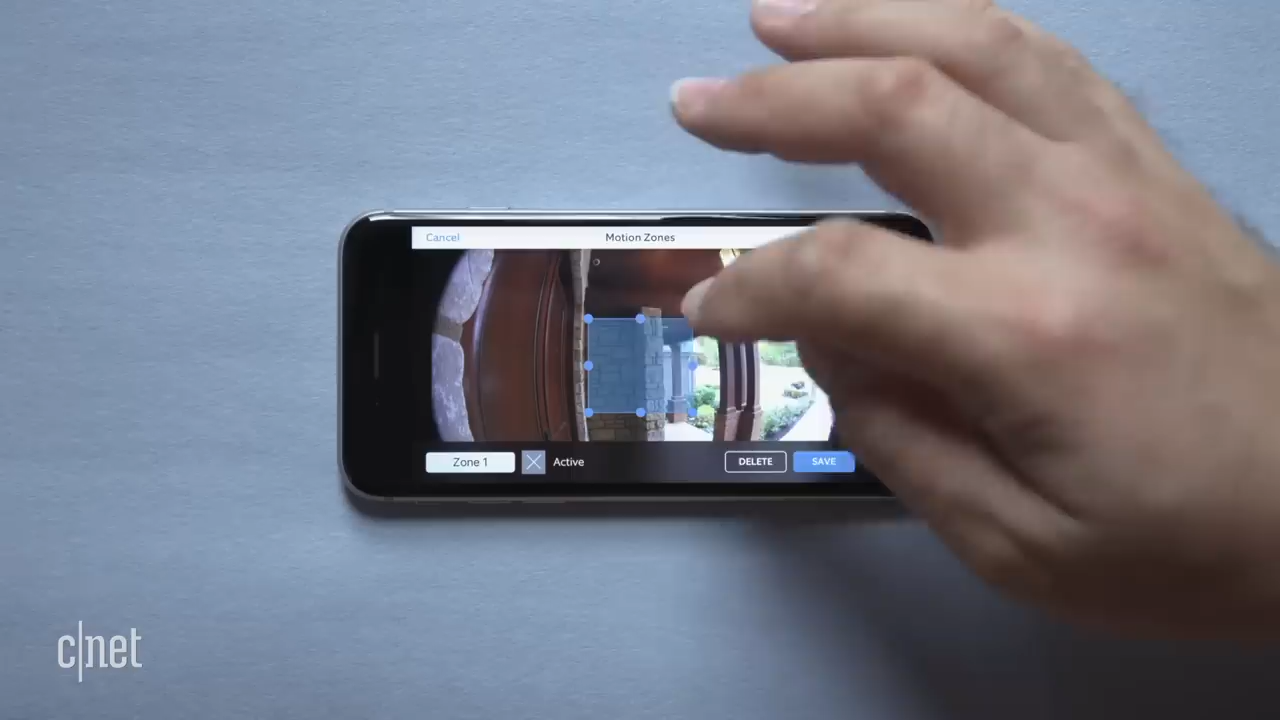 Cancel
Motion Zones
Zone 1
Active
DELETE
SAVE
c|net